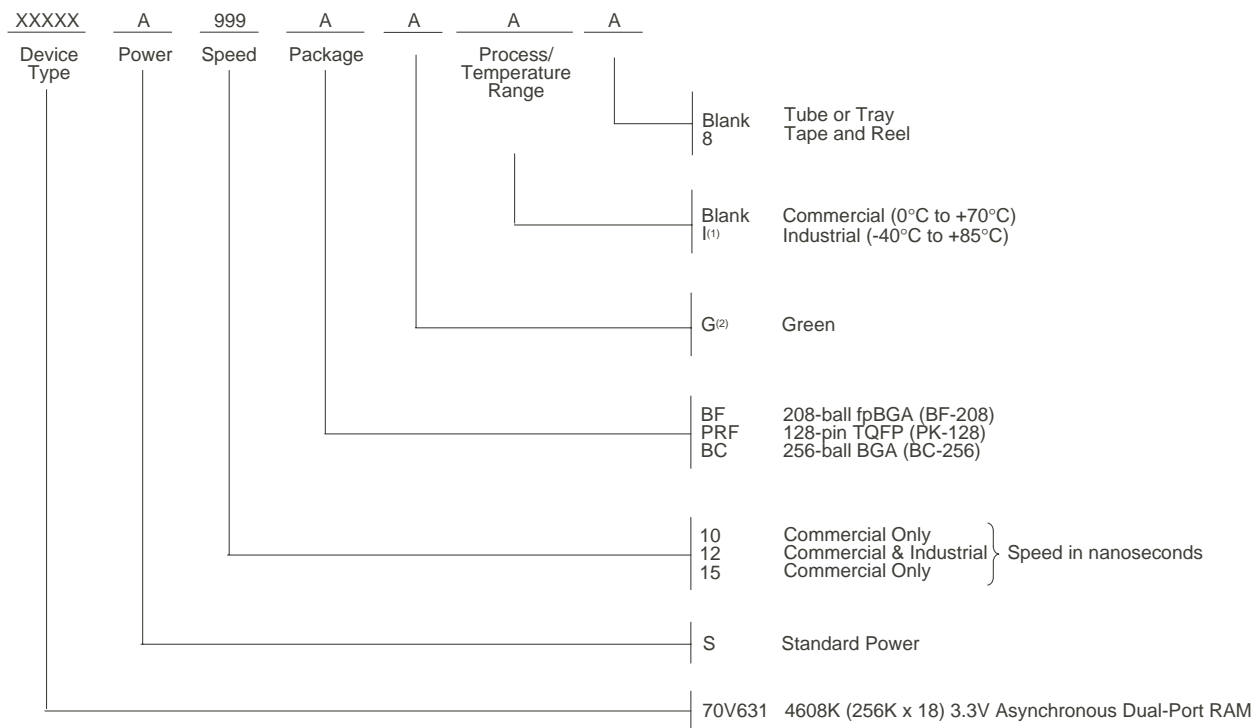 XXXXX A 999 A A A A
Device Type
Power
Speed
Package
Process/
Temperature
Range
Blank Tube or Tray
8 Tape and Reel
Blank Commercial (0°C to +70°C)
I(1) Industrial (-40°C to +85°C)
G(2) Green
BF 208-ball fpBGA (BF-208)
PRF 128-pin TQFP (PK-128)
BC 256-ball BGA (BC-256)
10 Commercial Only
12 Commercial & Industrial Speed in nanoseconds
15 Commercial Only
S Standard Power
70V631 4608K (256K x 18) 3.3V Asynchronous Dual-Port RAM